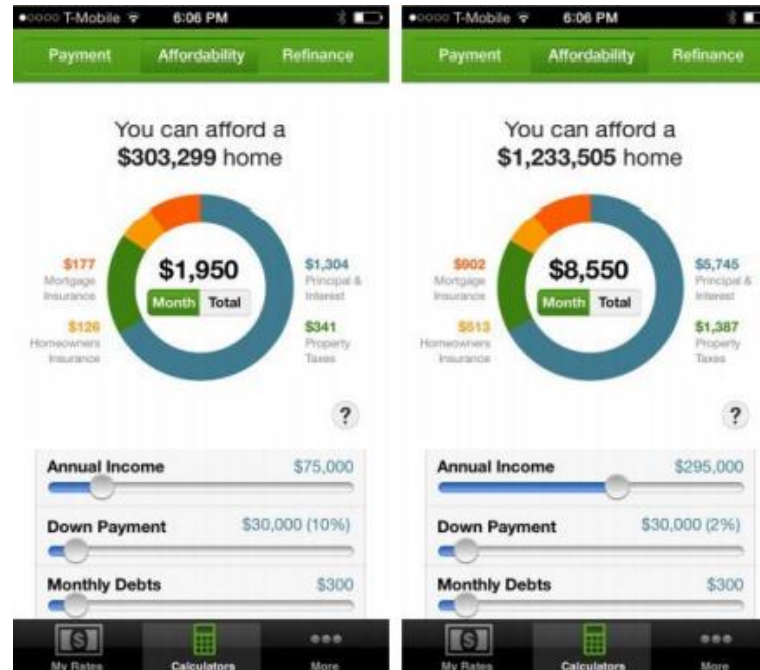 T-Mobile 6:06 PM
Payment Affordability Refinance
You can afford a
$303,299 home
$177
Mortgage
Insurance
$126
Homeowners
Insurance
$1,950
Month Total
$1,304
Principal &
Interest
$341
Property
Taxes
?
Annual Income $75,000
Down Payment $30,000 (10%)
Monthly Debts $300
$
My Rates Calculators More
T-Mobile 6:06 PM
Payment Affordability Refinance
You can afford a
$1,233,505 home
$902
Mortgage
Insurance
$513
Homeowners
Insurance
$8,550
Month Total
$5,745
Principal &
Interest
$1,387
Property
Taxes
?
Annual Income $295,000
Down Payment $30,000 (2%)
Monthly Debts $300
$
My Rates Calculators More